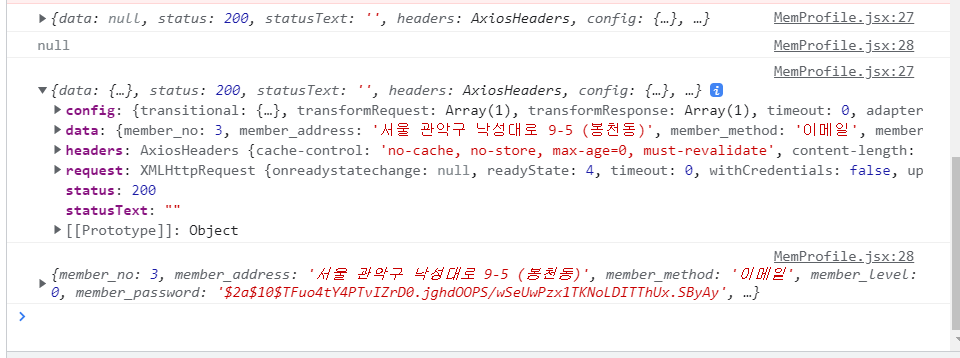 ▶ {data: null, status: 200, statusText: '', headers: AxiosHeaders, config: {…}, …} MemProfile.jsx:27
null MemProfile.jsx:28
MemProfile.jsx:27
▼ {data: {…}, status: 200, statusText: '', headers: AxiosHeaders, config: {…}, …} i
▶ config: {transitional: {…}, transformRequest: Array(1), transformResponse: Array(1), timeout: 0, adapter
▶ data: {member_no: 3, member_address: '서울 관악구 낙성대로 9-5 (봉천동)', member_method: '이메일', member
▶ headers: AxiosHeaders {cache-control: 'no-cache, no-store, max-age=0, must-revalidate', content-length:
▶ request: XMLHttpRequest {onreadystatechange: null, readyState: 4, timeout: 0, withCredentials: false, up
status: 200
statusText: ""
▶ [[Prototype]]: Object
MemProfile.jsx:28
{member_no: 3, member_address: '서울 관악구 낙성대로 9-5 (봉천동)', member_method: '이메일', member_level:
▶ 0, member_password: '$2a$10$TFuo4tY4PTvIZrD0.jghdOOPS/wSeUwPzx1TKNoLDITThUx.SByAy', …}
>